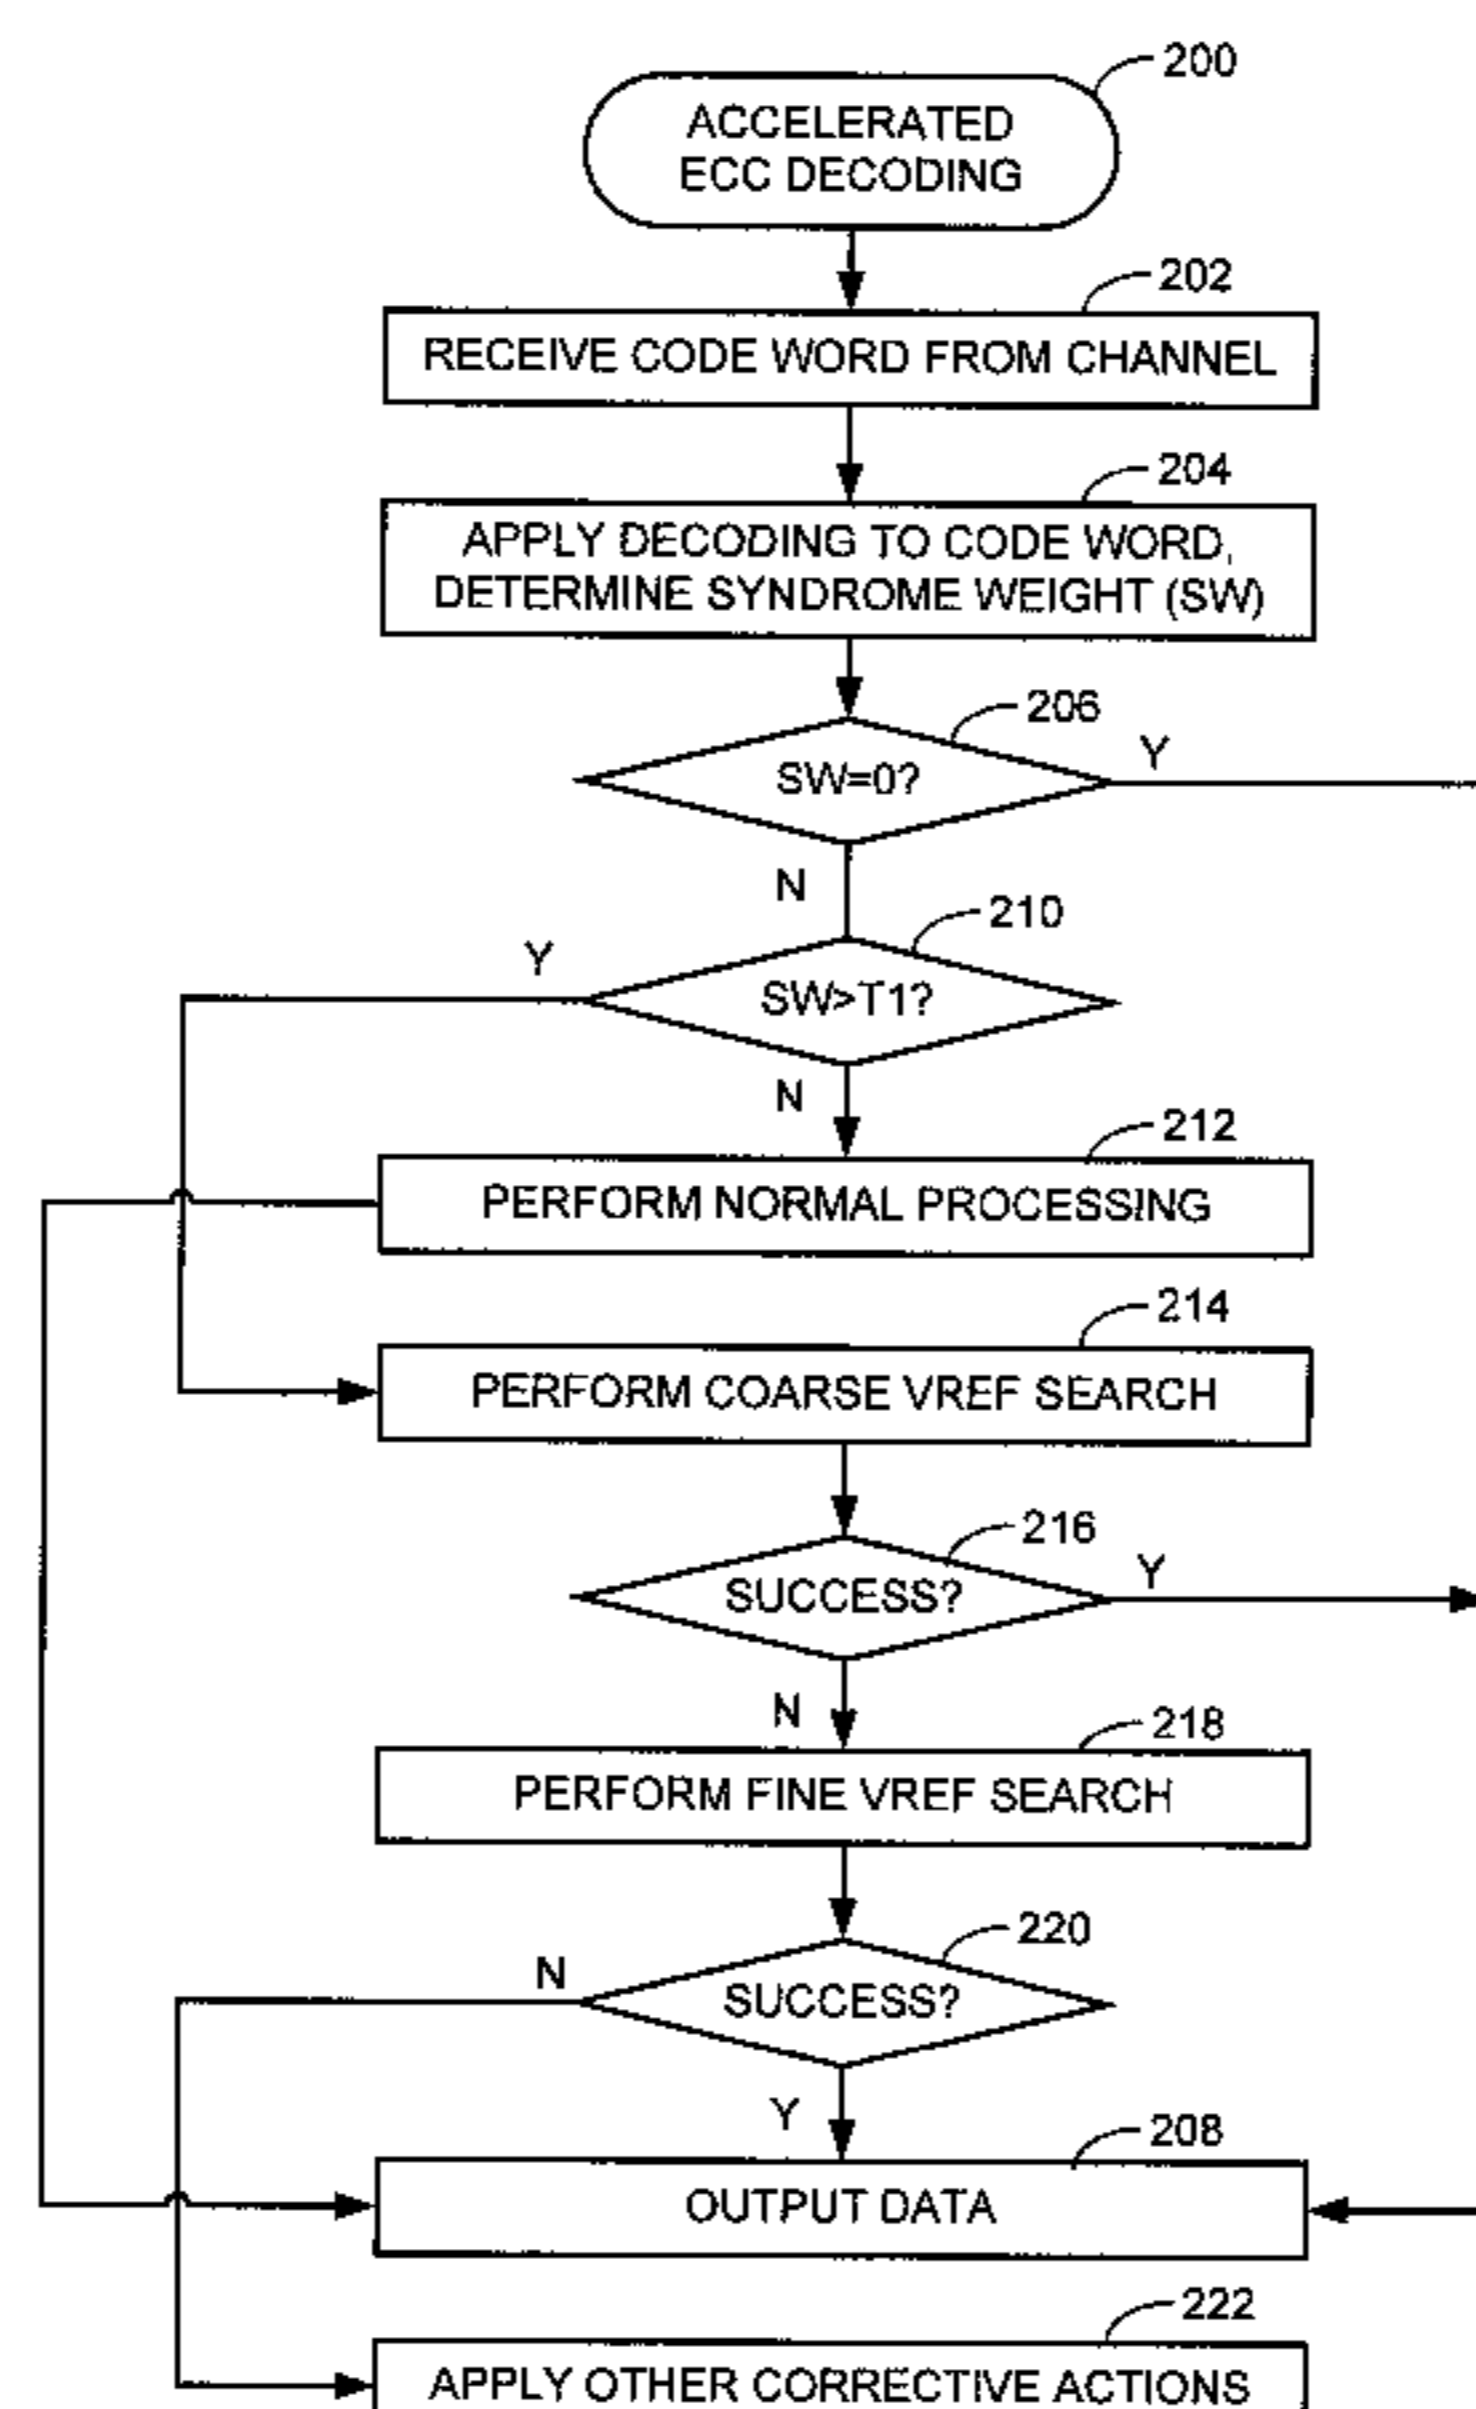 200
ACCELERATED
ECC DECODING
202
RECEIVE CODE WORD FROM CHANNEL
204
APPLY DECODING TO CODE WORD,
DETERMINE SYNDROME WEIGHT (SW)
206
SW=0?
Y
N
210
Y
SW>T1?
N
212
PERFORM NORMAL PROCESSING
214
PERFORM COARSE VREF SEARCH
216
SUCCESS?
Y
N
218
PERFORM FINE VREF SEARCH
220
N
SUCCESS?
Y
208
OUTPUT DATA
222
APPLY OTHER CORRECTIVE ACTIONS